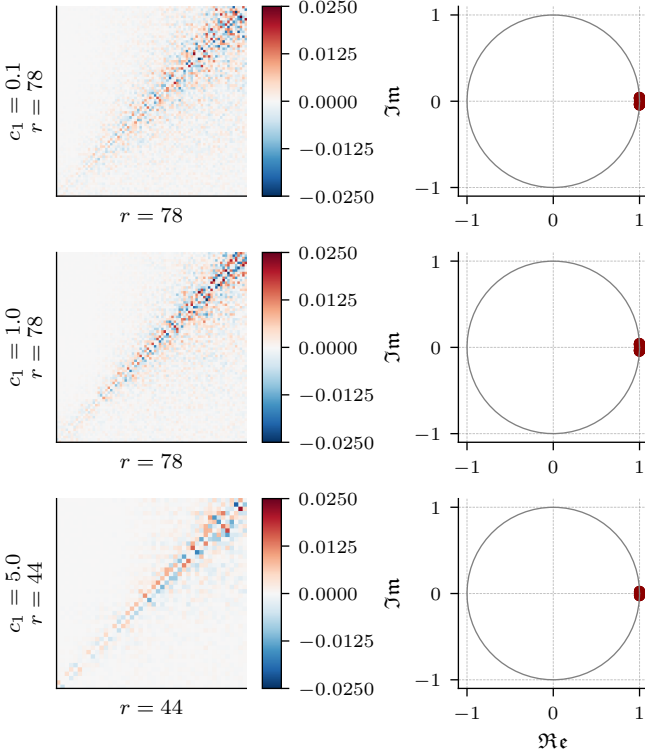 c₁ = 0.1
r = 78
r = 78
0.0250
0.0125
0.0000
−0.0125
−0.0250
ℑ𝔪
1
0
−1
−1 0 1
c₁ = 1.0
r = 78
r = 78
0.0250
0.0125
0.0000
−0.0125
−0.0250
ℑ𝔪
1
0
−1
−1 0 1
c₁ = 5.0
r = 44
r = 44
0.0250
0.0125
0.0000
−0.0125
−0.0250
ℑ𝔪
1
0
−1
−1 0 1
ℜ𝔢